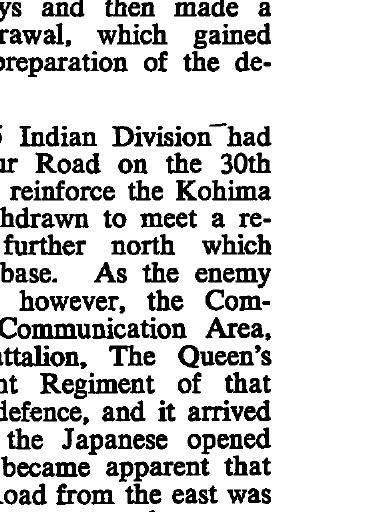 ys and then made a
rawal, which gained
preparation of the de-
5 Indian Division had
ur Road on the 30th
reinforce the Kohima
hdrawn to meet a re-
further north which
base. As the enemy
however, the Com-
Communication Area,
attalion, The Queen's
nt Regiment of that
defence, and it arrived
the Japanese opened
became apparent that
oad from the east was